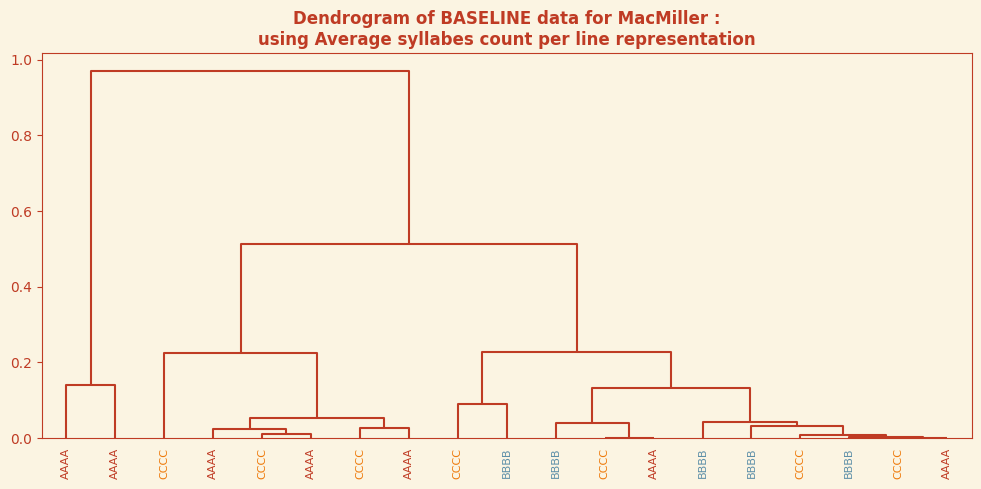 Dendrogram of BASELINE data for MacMiller :
using Average syllabes count per line representation
1.0
0.8
0.6
0.4
0.2
0.0
AAAA AAAA CCCC AAAA CCCC AAAA CCCC AAAA CCCC BBBB BBBB CCCC AAAA BBBB BBBB CCCC BBBB CCCC AAAA